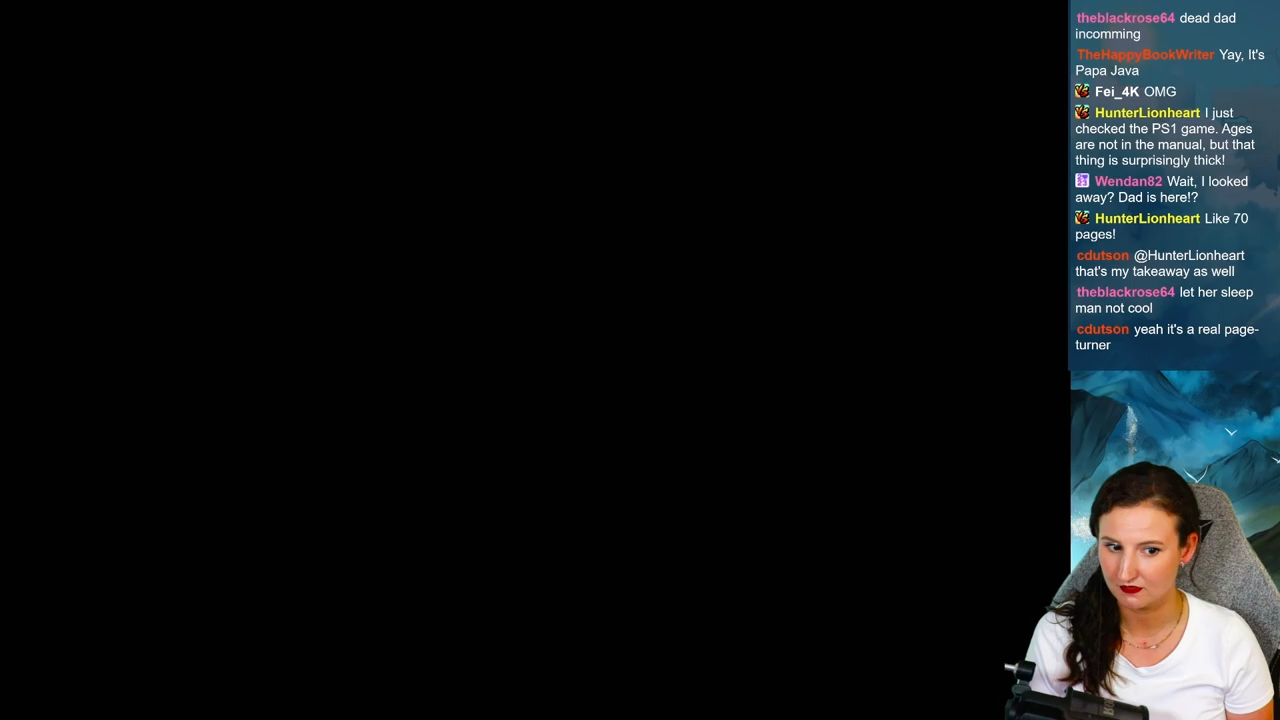 theblackrose64 dead dad
incomming
TheHappyBookWriter Yay, It's
Papa Java
Fei_4K OMG
HunterLionheart I just
checked the PS1 game. Ages
are not in the manual, but that
thing is surprisingly thick!
Wendan82 Wait, I looked
away? Dad is here!?
HunterLionheart Like 70
pages!
cdutson @HunterLionheart
that's my takeaway as well
theblackrose64 let her sleep
man not cool
cdutson yeah it's a real page-
turner